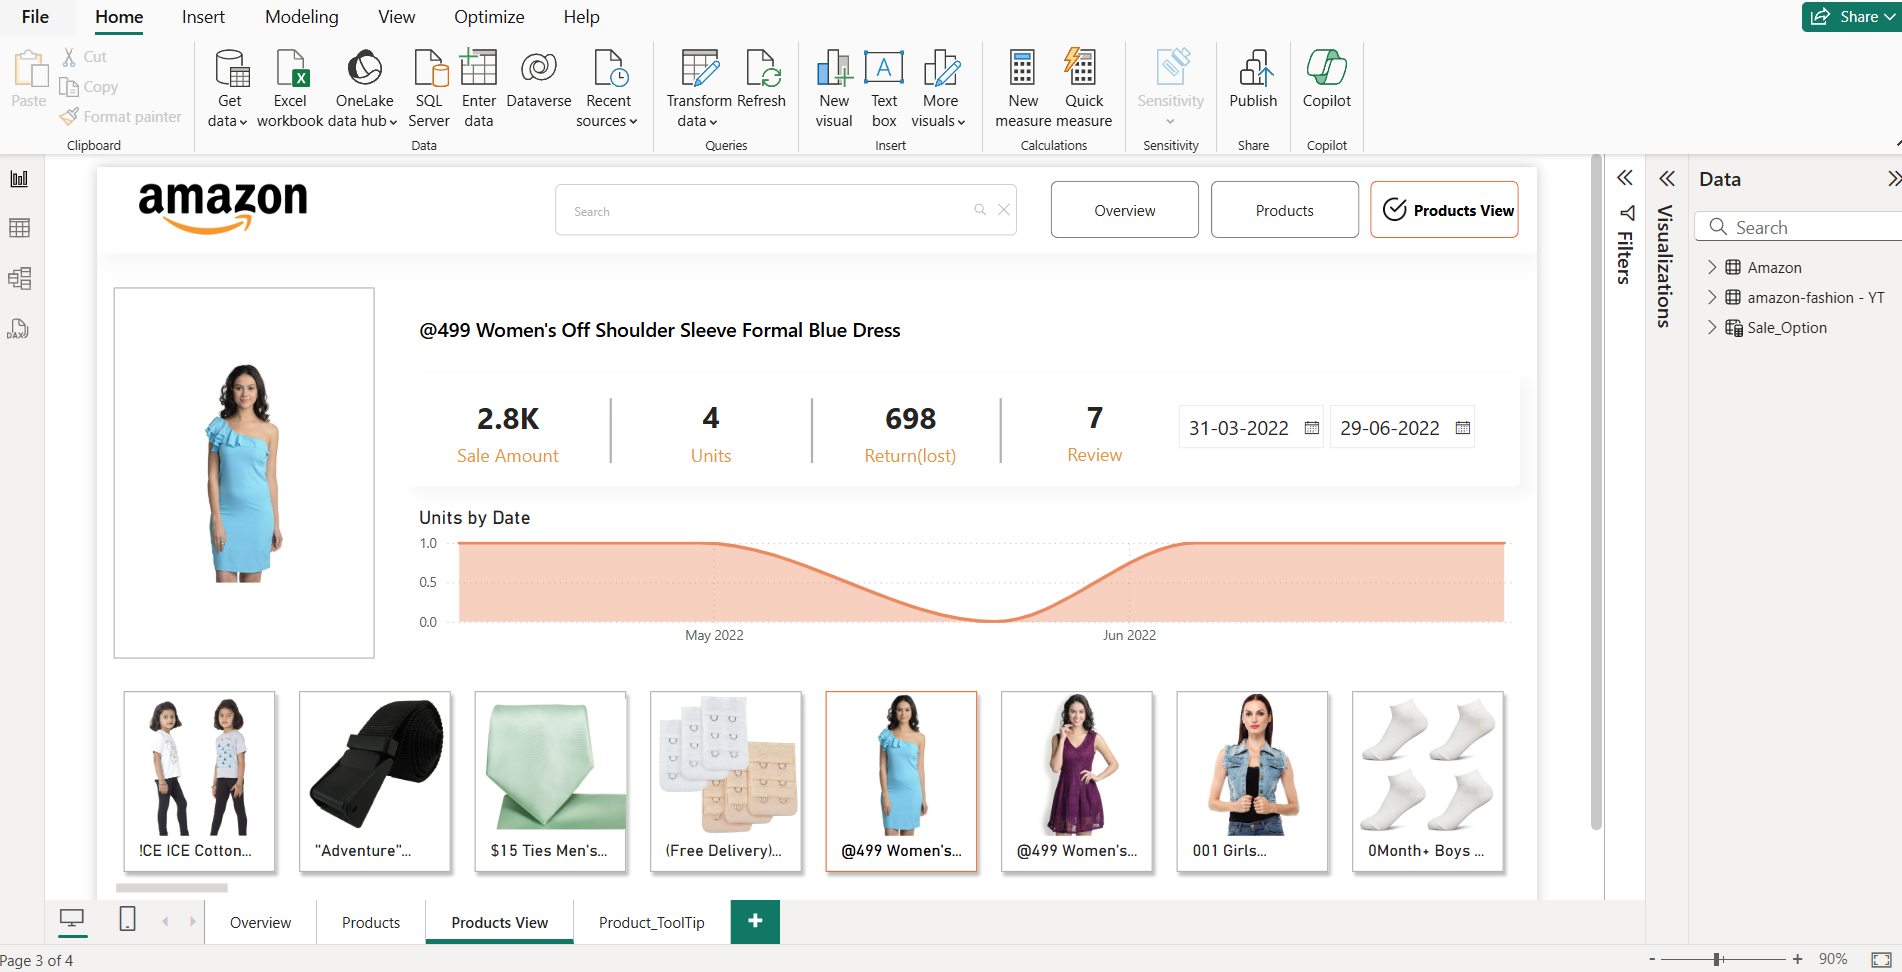 File Home Insert Modeling View Optimize Help
Share
Paste
Cut
Copy
Format painter
Clipboard
Get data
Excel workbook
OneLake data hub
SQL Server
Enter data
Dataverse
Recent sources
Data
Transform data
Refresh
Queries
New visual
Text box
More visuals
Insert
New measure
Quick measure
Calculations
Sensitivity
Sensitivity
Publish
Share
Copilot
Copilot
DAX
amazon
Search
Overview
Products
Products View
@499 Women's Off Shoulder Sleeve Formal Blue Dress
2.8K
Sale Amount
4
Units
698
Return(lost)
7
Review
31-03-2022
29-06-2022
Units by Date
1.0
0.5
0.0
May 2022
Jun 2022
!CE ICE Cotton...
"Adventure"...
$15 Ties Men's...
(Free Delivery)...
@499 Women's...
@499 Women's...
001 Girls...
0Month+ Boys ...
Filters
Visualizations
Data
Search
Amazon
amazon-fashion - YT
Sale_Option
Overview
Products
Products View
Product_ToolTip
+
Page 3 of 4
- + 90%